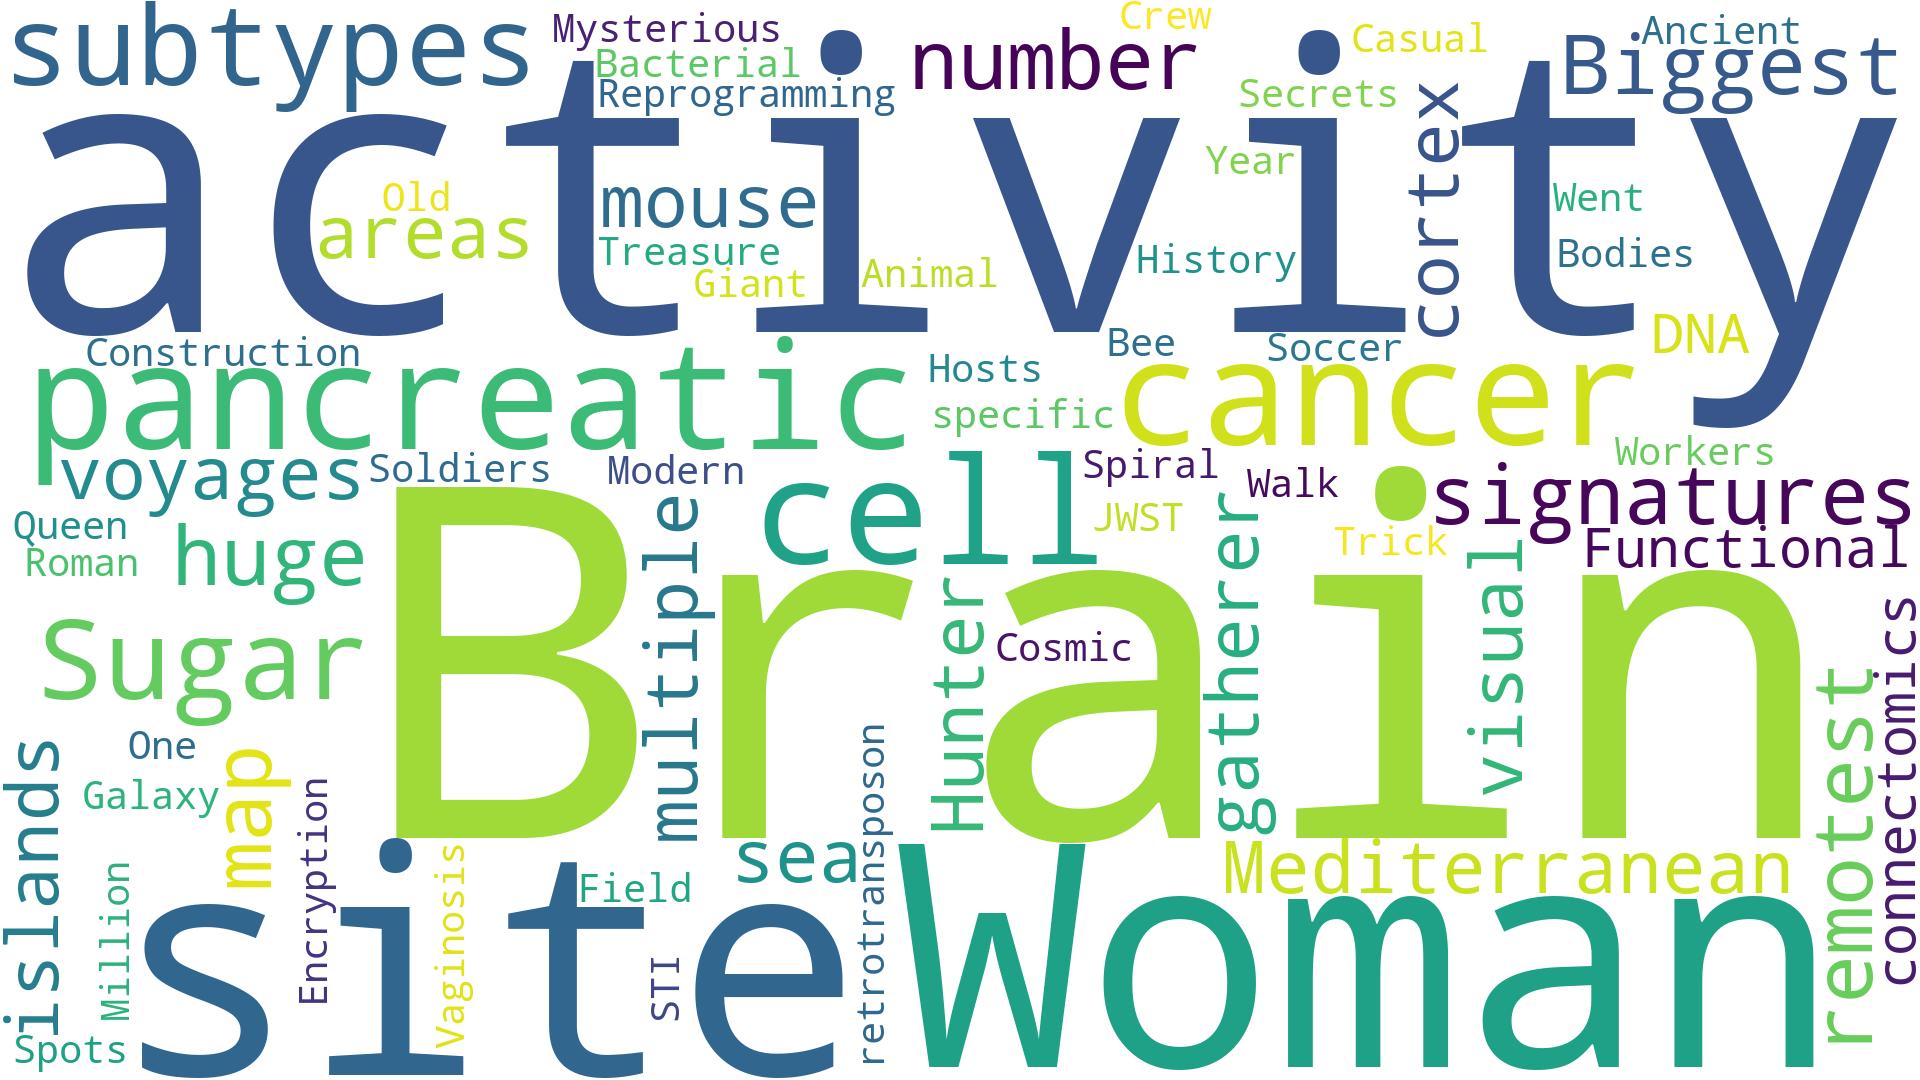 subtypes
Mysterious
Bacterial
Reprogramming
number
Crew
Casual
Secrets
Ancient
Biggest
activity
Old
areas
mouse
Treasure
Giant
Animal
Year
History
cortex
Went
Bodies
DNA
Construction
pancreatic
Hosts
specific
Bee
Soccer
cancer
Workers
voyages
Soldiers
Modern
cell
Spiral
JWST
Walk
Trick
signatures
Functional
Queen
Roman
huge
Brain
multiple
Hunter
Cosmic
gatherer
visual
Sugar
One
Galaxy
map
islands
Million
Encryption
Vaginosis
Field
STI
sea
retrotransposon
Mediterranean
remotest
connectomics
site
Woman
Spots